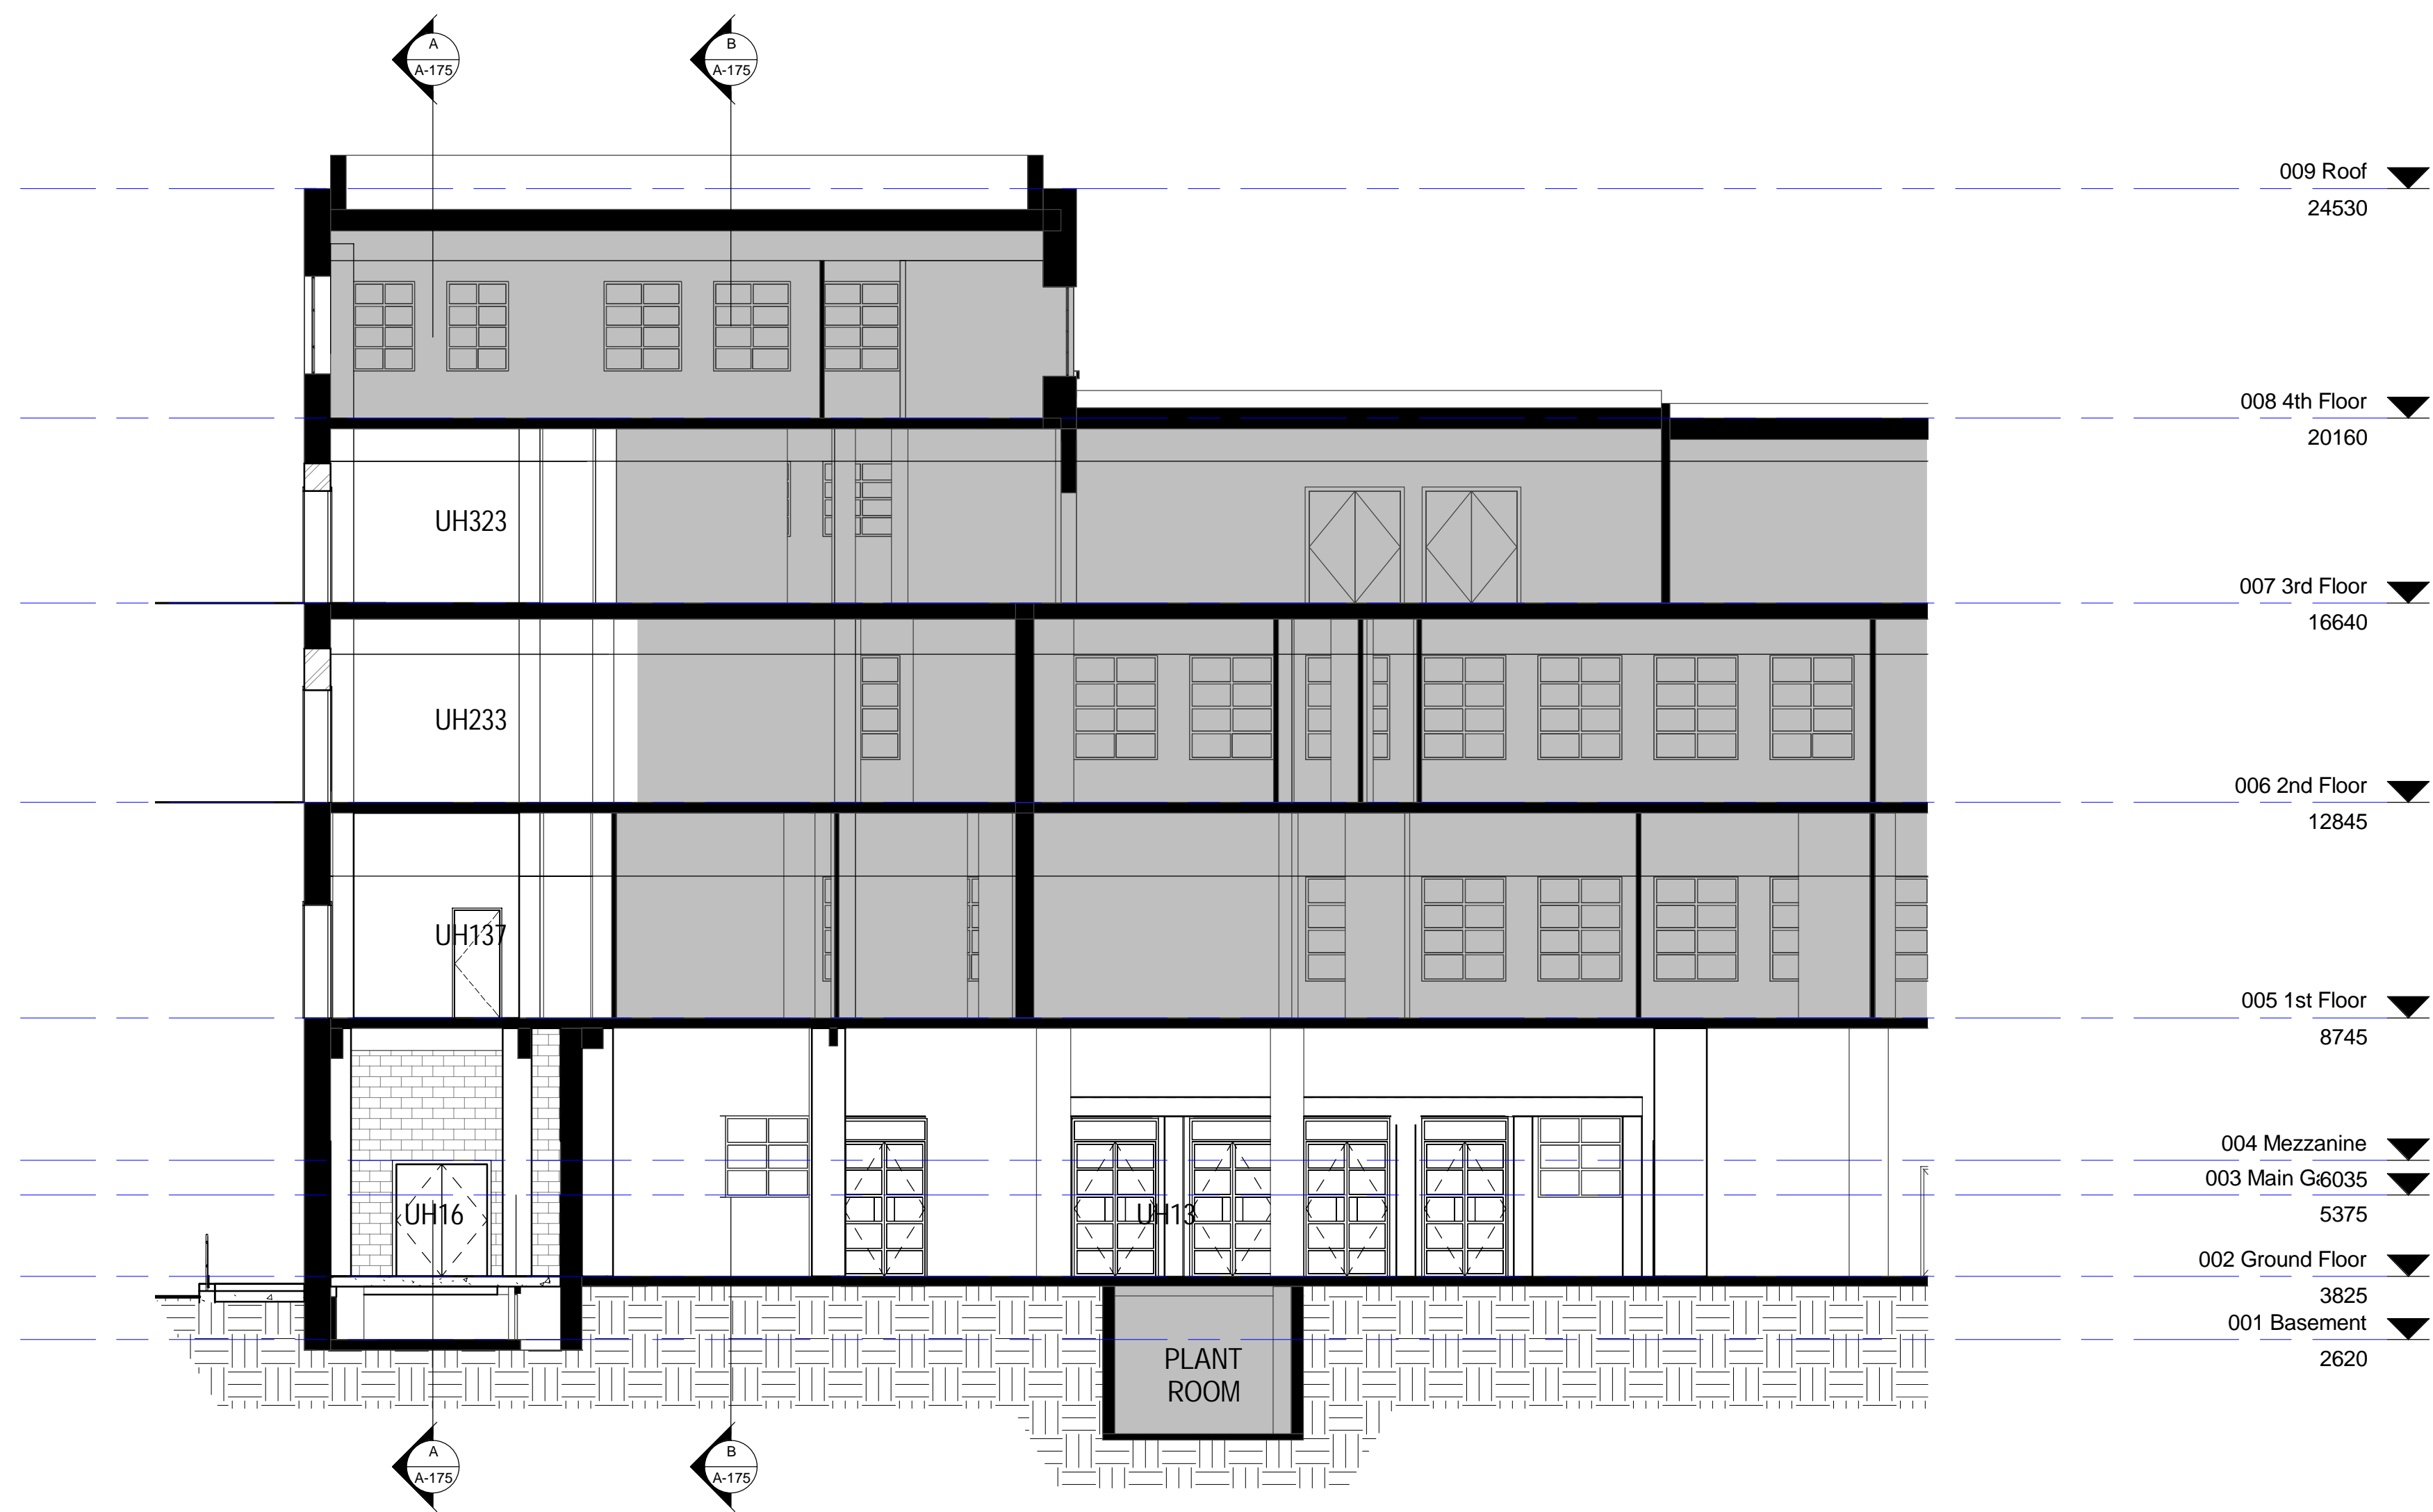 A
A-175
B
A-175
009 Roof
24530
008 4th Floor
20160
UH323
007 3rd Floor
16640
UH233
006 2nd Floor
12845
UH137
005 1st Floor
8745
004 Mezzanine
6035
003 Main
5375
UH16
UH13
002 Ground Floor
3825
001 Basement
2620
PLANT
ROOM
A
A-175
B
A-175